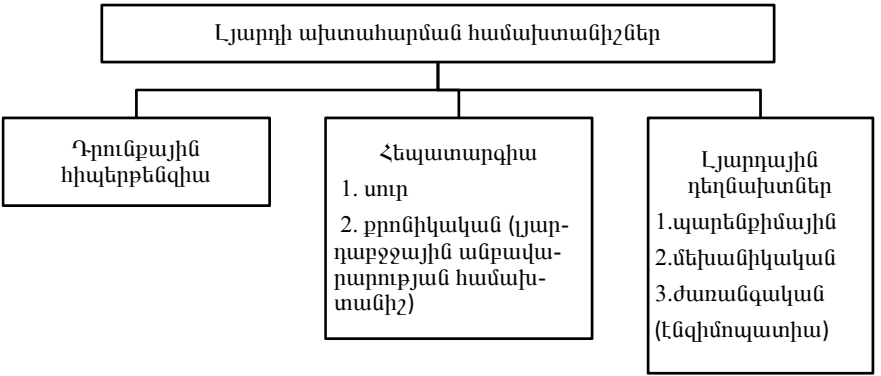 Լյարդի ախտահարման համախտանիշներ
Դրունքային
հիպերթենզիա
Հեպատարգիա
1. սուր
2. քրոնիկական (լյար-
դաբջջային անբավա-
րարության համախ-
տանիշ)
Լյարդային
դեղնախտներ
1.պարենքիմային
2.մեխանիկական
3.ժառանգական
(էնզիմոպատիա)